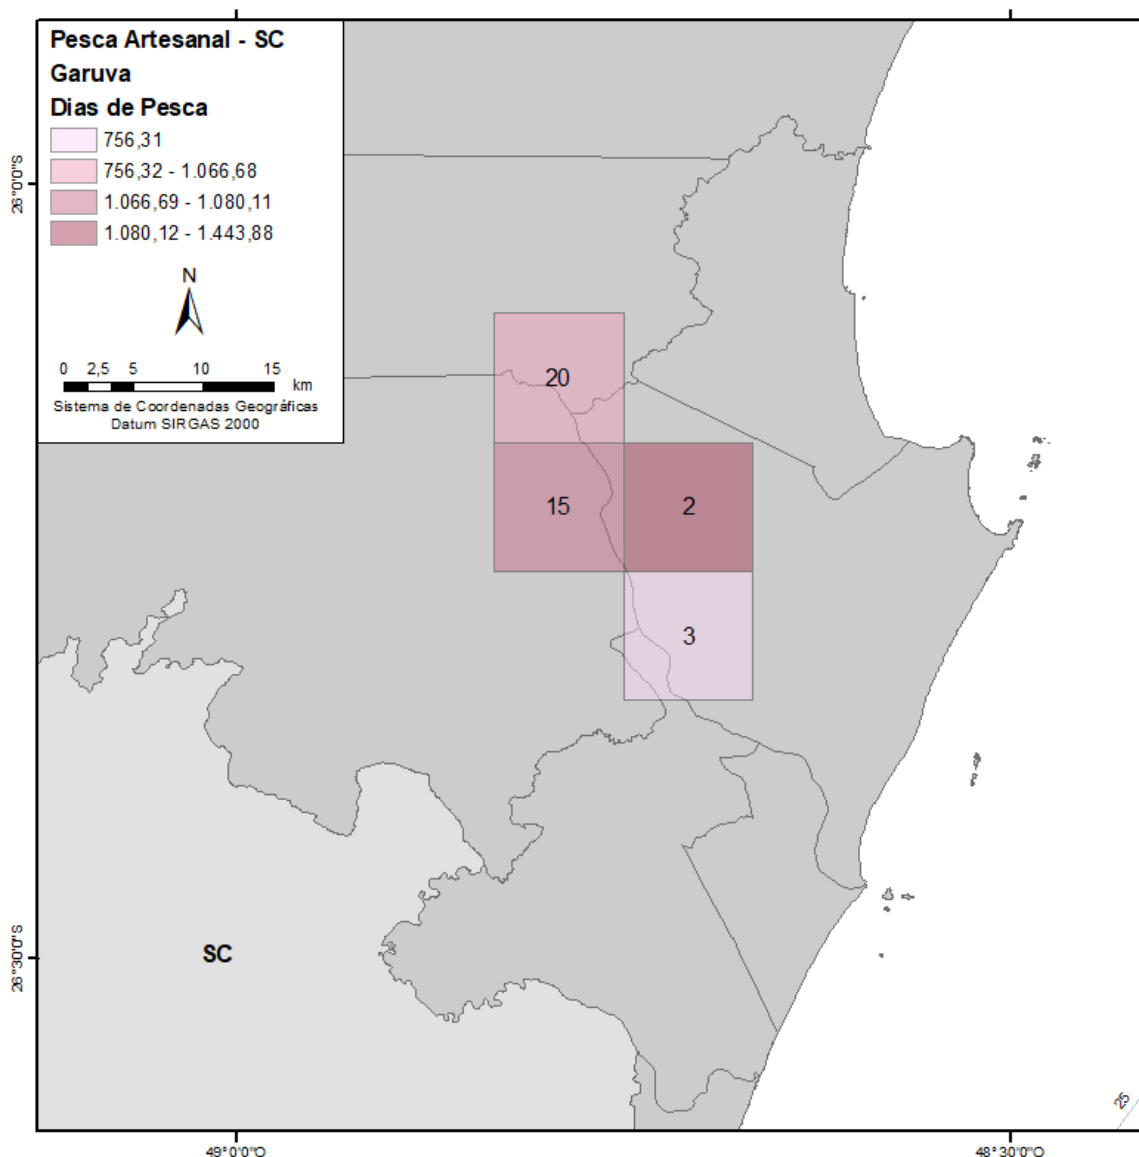 Pesca Artesanal - SC
Garuva
Dias de Pesca
756,31
756,32 - 1.066,68
1.066,69 - 1.080,11
1.080,12 - 1.443,88
N
0 2,5 5 10 15
km
Sistema de Coordenadas Geográficas
Datum SIRGAS 2000
26°0'0"S
20
15
2
3
SC
26°30'0"S
25
49°0'0"O
48°30'0"O